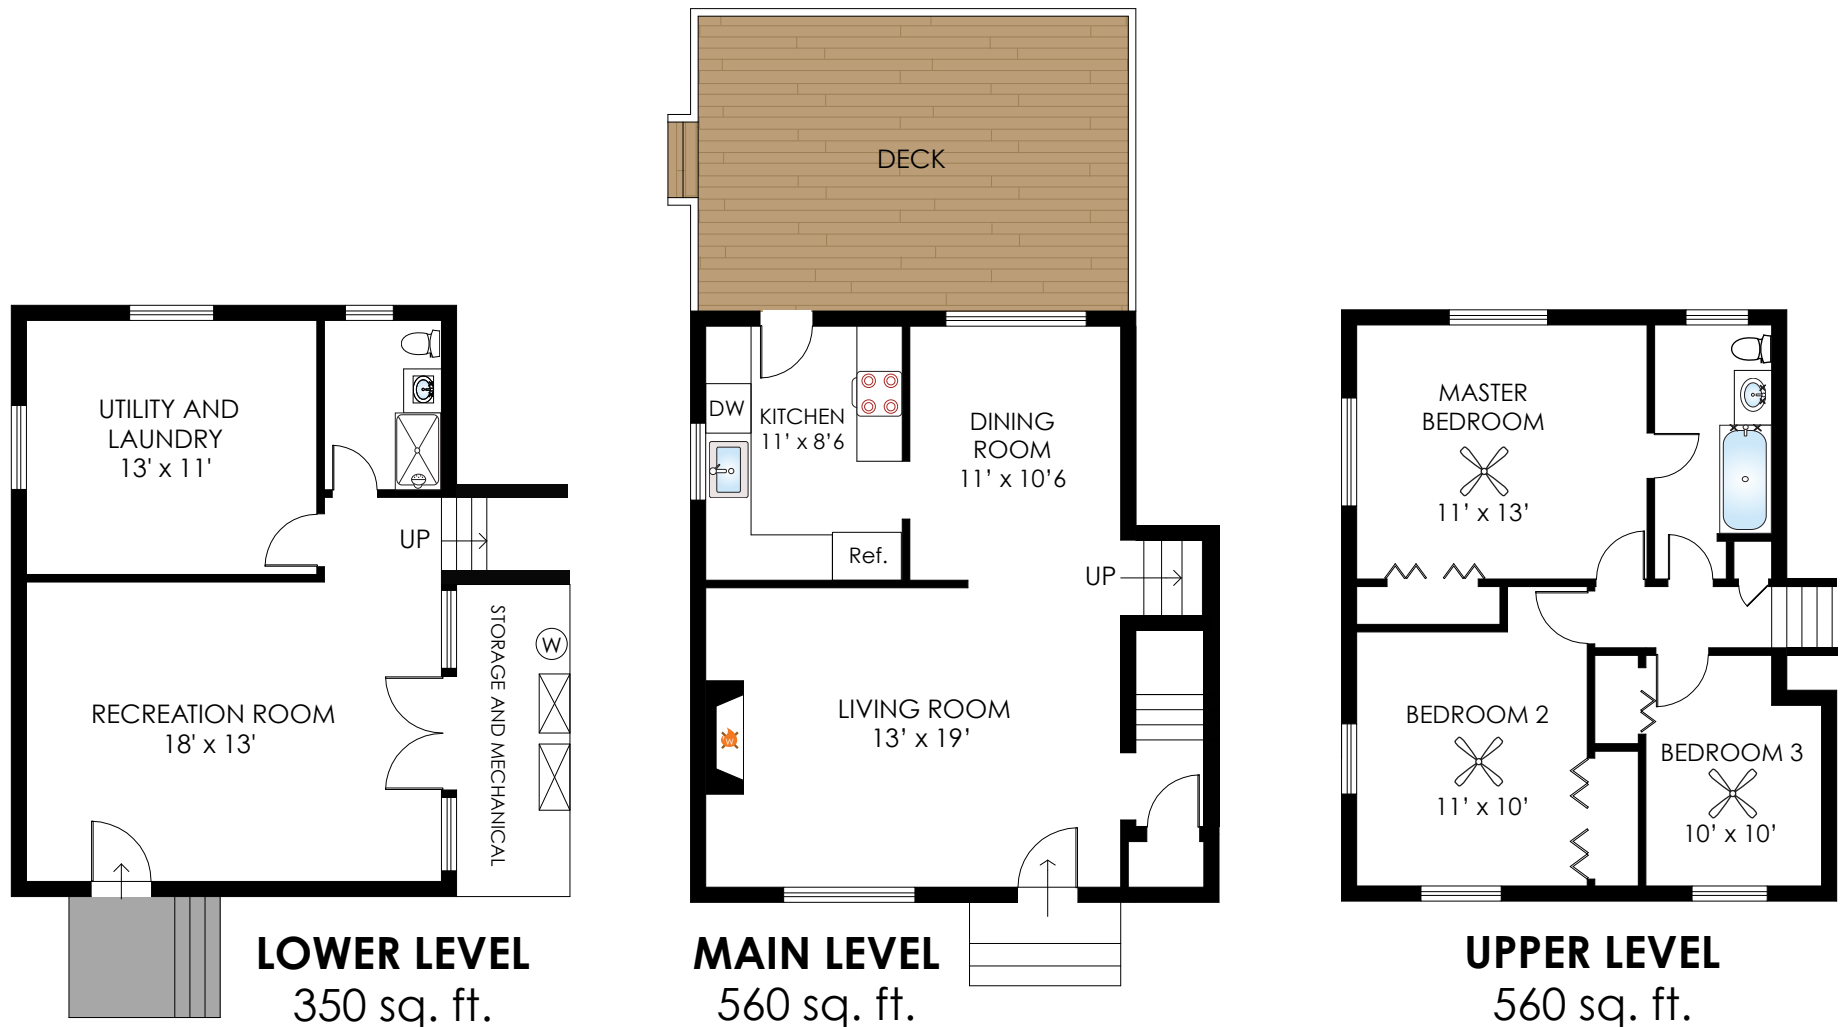 DECK
UTILITY AND
LAUNDRY
13' x 11'
UP
RECREATION ROOM
18' x 13'
STORAGE AND MECHANICAL
W
LOWER LEVEL
350 sq. ft.
DW
KITCHEN
11’ x 8’6
Ref.
DINING
ROOM
11’ x 10’6
UP
LIVING ROOM
13’ x 19’
W
MAIN LEVEL
560 sq. ft.
MASTER
BEDROOM
11’ x 13’
BEDROOM 2
11’ x 10’
BEDROOM 3
10’ x 10’
UPPER LEVEL
560 sq. ft.